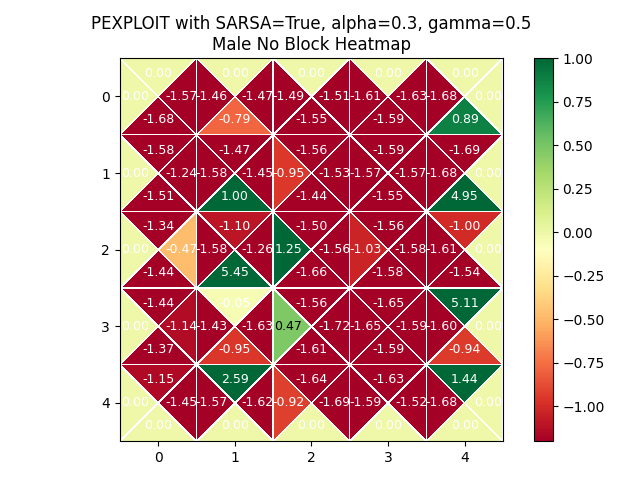 PEXPLOIT with SARSA=True, alpha=0.3, gamma=0.5
Male No Block Heatmap
0.00 0.00 0.00 0.00 0.00
0 0.00 -1.57 -1.46 -1.47 -1.49 -1.51 -1.61 -1.63 -1.68 0.00
-1.68 -0.79 -1.55 -1.59 0.89
-1.58 -1.47 -1.56 -1.59 -1.69
1 0.00 -1.24 -1.58 -1.45 -0.95 -1.53 -1.57 -1.57 -1.68 0.00
-1.51 1.00 -1.44 -1.55 4.95
-1.34 -1.10 -1.50 -1.56 -1.00
2 0.00 -0.47 -1.58 -1.26 1.25 -1.56 -1.03 -1.58 -1.61 0.00
-1.44 5.45 -1.66 -1.58 -1.54
-1.44 -0.05 -1.56 -1.65 5.11
3 0.00 -1.14 -1.43 -1.63 0.47 -1.72 -1.65 -1.59 -1.60 0.00
-1.37 -0.95 -1.61 -1.59 -0.94
-1.15 2.59 -1.64 -1.63 1.44
4 0.00 -1.45 -1.57 -1.62 -0.92 -1.69 -1.59 -1.52 -1.68 0.00
0.00 0.00 0.00 0.00 0.00
0 1 2 3 4
1.00
0.75
0.50
0.25
0.00
−0.25
−0.50
−0.75
−1.00